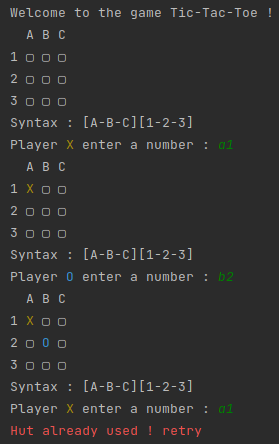 Welcome to the game Tic-Tac-Toe !
A B C
1 ▢ ▢ ▢
2 ▢ ▢ ▢
3 ▢ ▢ ▢
Syntax : [A-B-C][1-2-3]
Player X enter a number : a1
A B C
1 X ▢ ▢
2 ▢ ▢ ▢
3 ▢ ▢ ▢
Syntax : [A-B-C][1-2-3]
Player O enter a number : b2
A B C
1 X ▢ ▢
2 ▢ O ▢
3 ▢ ▢ ▢
Syntax : [A-B-C][1-2-3]
Player X enter a number : a1
Hut already used ! retry